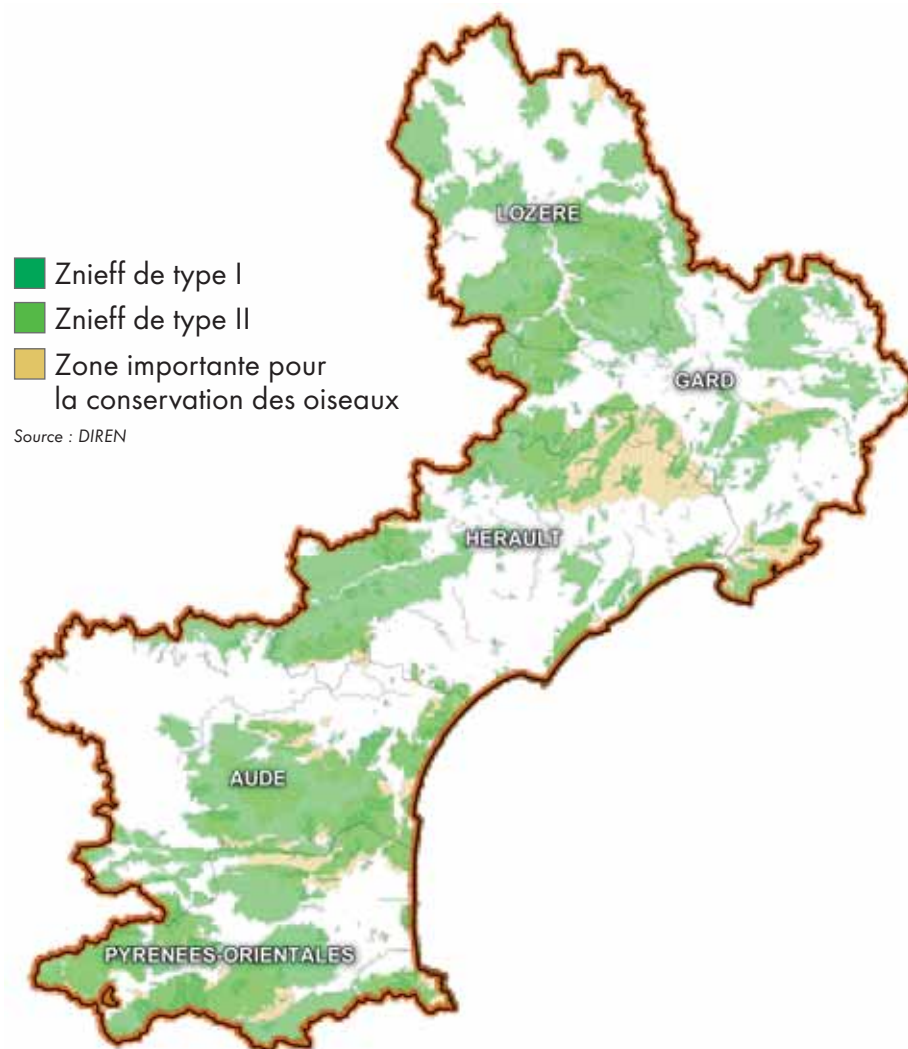 LOZERE
Znieff de type I
Znieff de type II
Zone importante pour
la conservation des oiseaux
Source : DIREN
GARD
HERAULT
AUDE
PYRENEES-ORIENTALES